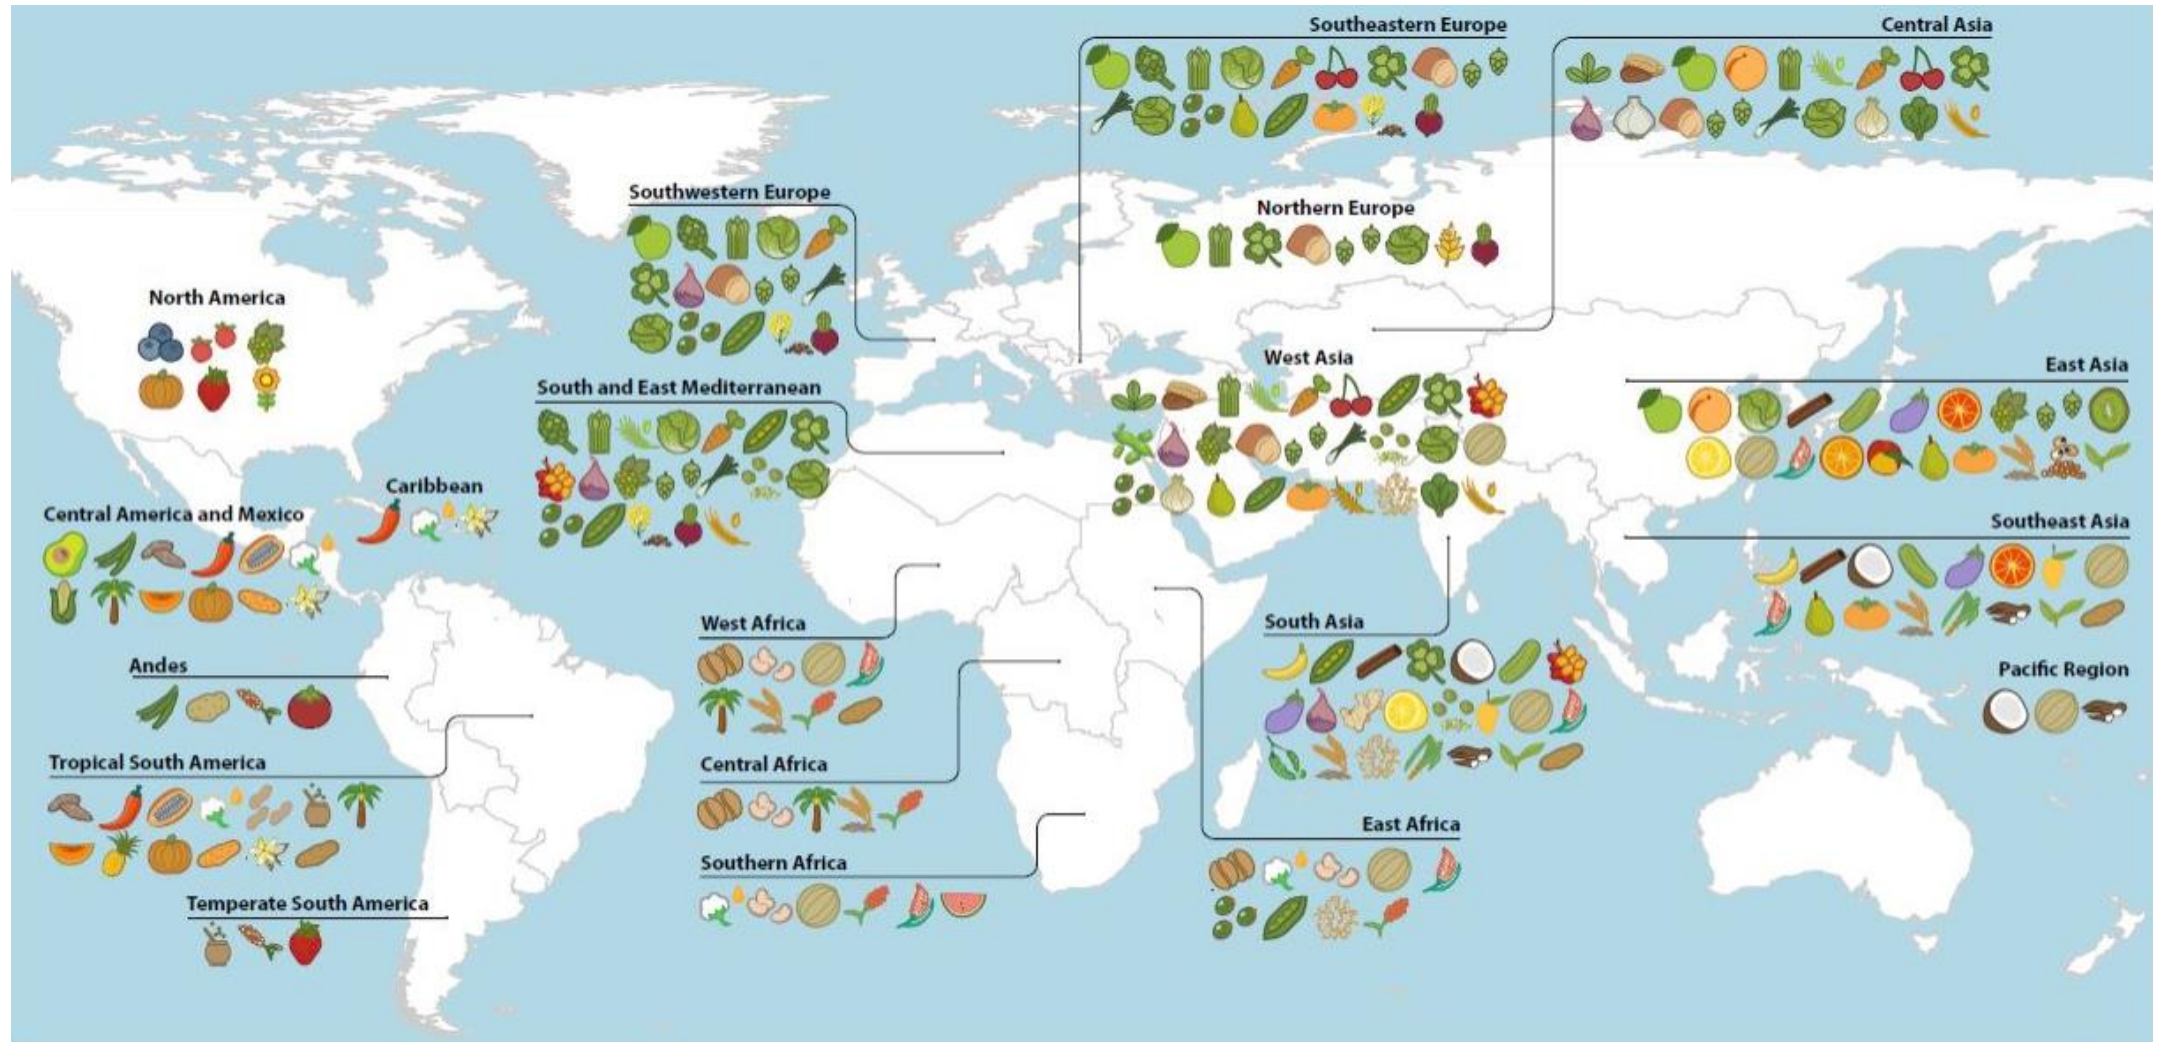 Southeastern Europe
Central Asia
Southwestern Europe
Northern Europe
North America
West Asia
East Asia
South and East Mediterranean
Caribbean
Central America and Mexico
Southeast Asia
West Africa
South Asia
Andes
Pacific Region
Tropical South America
Central Africa
East Africa
Southern Africa
Temperate South America